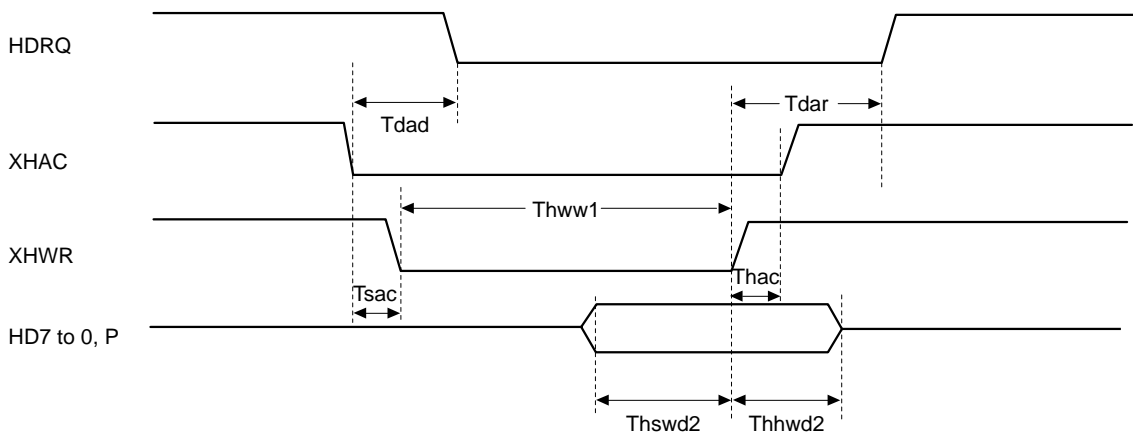 HDRQ
Tdar
Tdad
XHAC
Thww1
XHWR
Thac
Tsac
HD7 to 0, P
Thswd2
Thhwd2